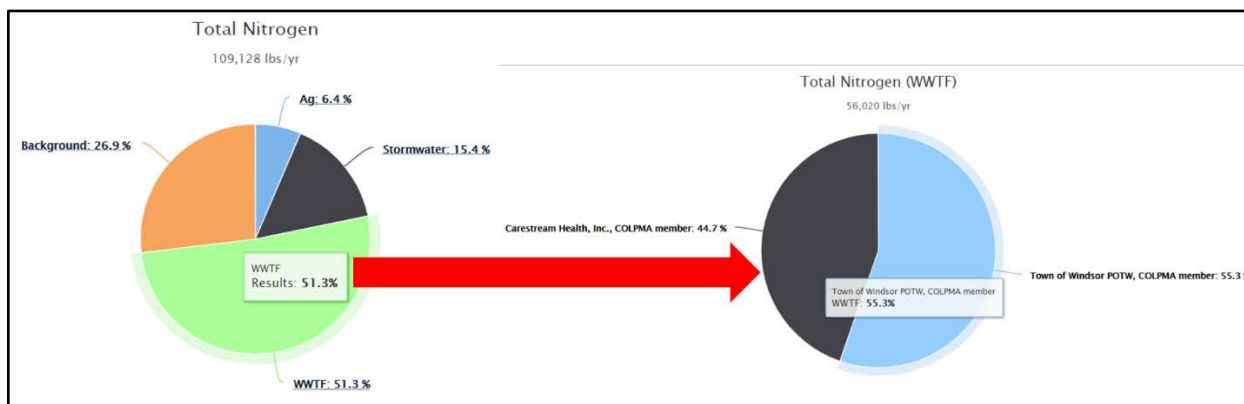 Total Nitrogen
109,128 lbs/yr
Ag: 6.4 %
Background: 26.9 %
Stormwater: 15.4 %
WWTF
Results: 51.3%
WWTF: 51.3 %
Total Nitrogen (WWTF)
56,020 lbs/yr
Carestream Health, Inc., COLPMA member: 44.7 %
Town of Windsor POTW, COLPMA member: 55.3
Town of Windsor POTW, COLPMA member
WWTF: 55.3%